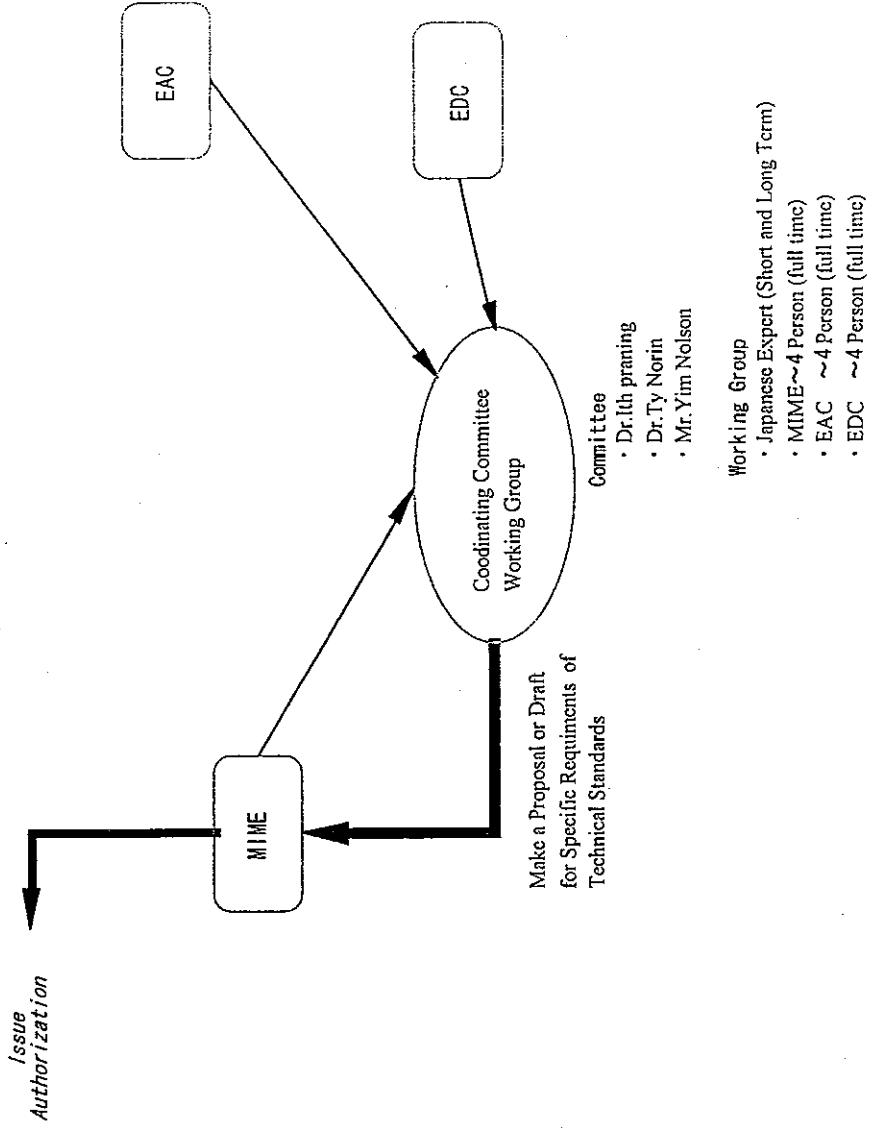 Issue
Authorization
MIME
EAC
EDC
Coodinating Committee
Working Group
Make a Proposal or Draft
for Specific Requiments of
Technical Standards
Committee
・Dr.Ith praning
・Dr.Ty Norin
・Mr.Yim Nolson
Working Group
・Japanese Expert (Short and Long Term)
・MIME～4 Person (full time)
・EAC ～4 Person (full time)
・EDC ～4 Person (full time)